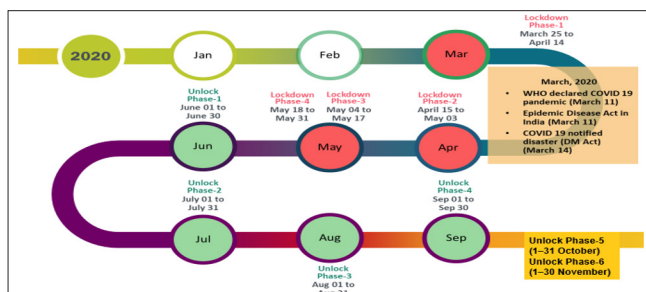 Lockdown
Phase-1
March 25 to
April 14
2020
Jan
Feb
Mar
March, 2020
• WHO declared COVID 19
pandemic (March 11)
• Epidemic Disease Act in
India (March 11)
• COVID 19 notified
disaster (DM Act)
(March 14)
Unlock
Phase-1
June 01 to
June 30
Lockdown
Phase-4
May 18 to
May 31
Lockdown
Phase-3
May 04 to
May 17
Lockdown
Phase-2
April 15 to
May 03
Jun
May
Apr
Unlock
Phase-2
July 01 to
July 31
Unlock
Phase-4
Sep 01 to
Sep 30
Jul
Aug
Sep
Unlock Phase-5
(1–31 October)
Unlock Phase-6
(1–30 November)
Unlock
Phase-3
Aug 01 to